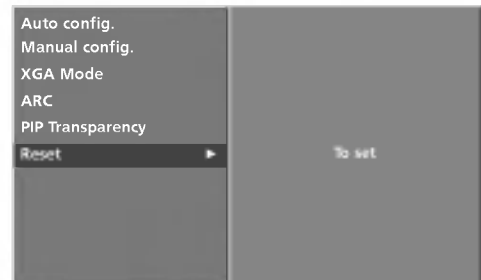 Auto config.
Manual config.
XGA Mode
ARC
PIP Transparency
Reset
To set